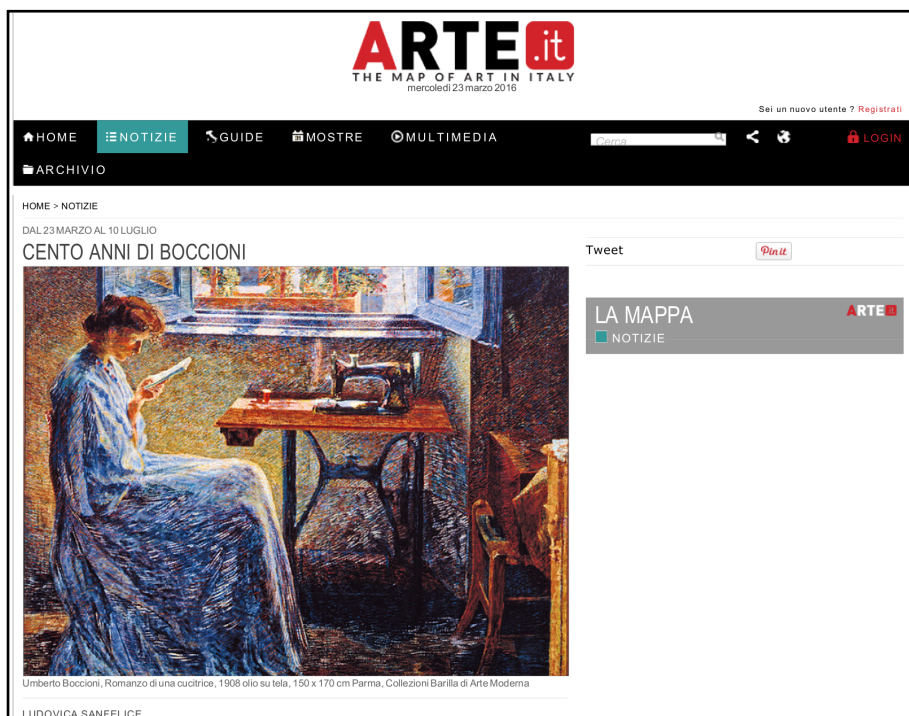 ARTE.it
THE MAP OF ART IN ITALY
mercoledì 23 marzo 2016
Sei un nuovo utente ? Registrati
HOME NOTIZIE GUIDE MOSTRE MULTIMEDIA Cerca LOGIN
ARCHIVIO
HOME > NOTIZIE
DAL 23 MARZO AL 10 LUGLIO
CENTO ANNI DI BOCCIONI
Tweet Pin it
LA MAPPA ARTE.it
NOTIZIE
Umberto Boccioni, Romanzo di una cucitrice, 1908 olio su tela, 150 x 170 cm Parma, Collezioni Barilla di Arte Moderna
LUDOVICA SANFELICE